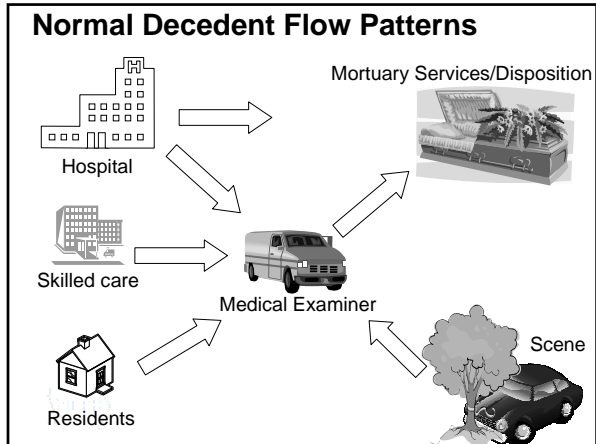 Normal Decedent Flow Patterns
H
Mortuary Services/Disposition
Hospital
Skilled care
Medical Examiner
Scene
Residents